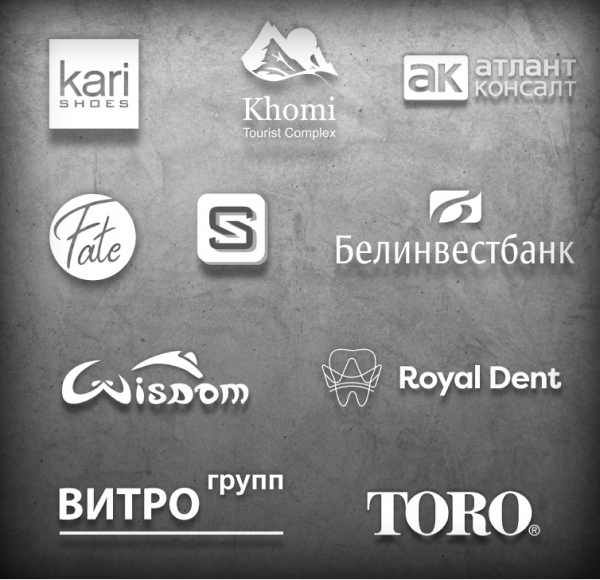 kari
SHOES
Khomi
Tourist Complex
ак
атлант
консалт
Fate
S
Белинвестбанк
Wisdom
Royal Dent
ВИТРО групп
TORO®